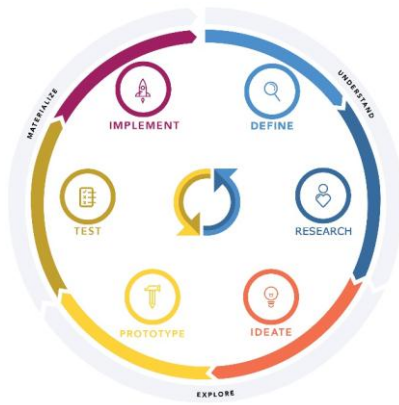 UNDERSTAND
DEFINE
RESEARCH
IDEATE
EXPLORE
PROTOTYPE
TEST
MATERIALIZE
IMPLEMENT